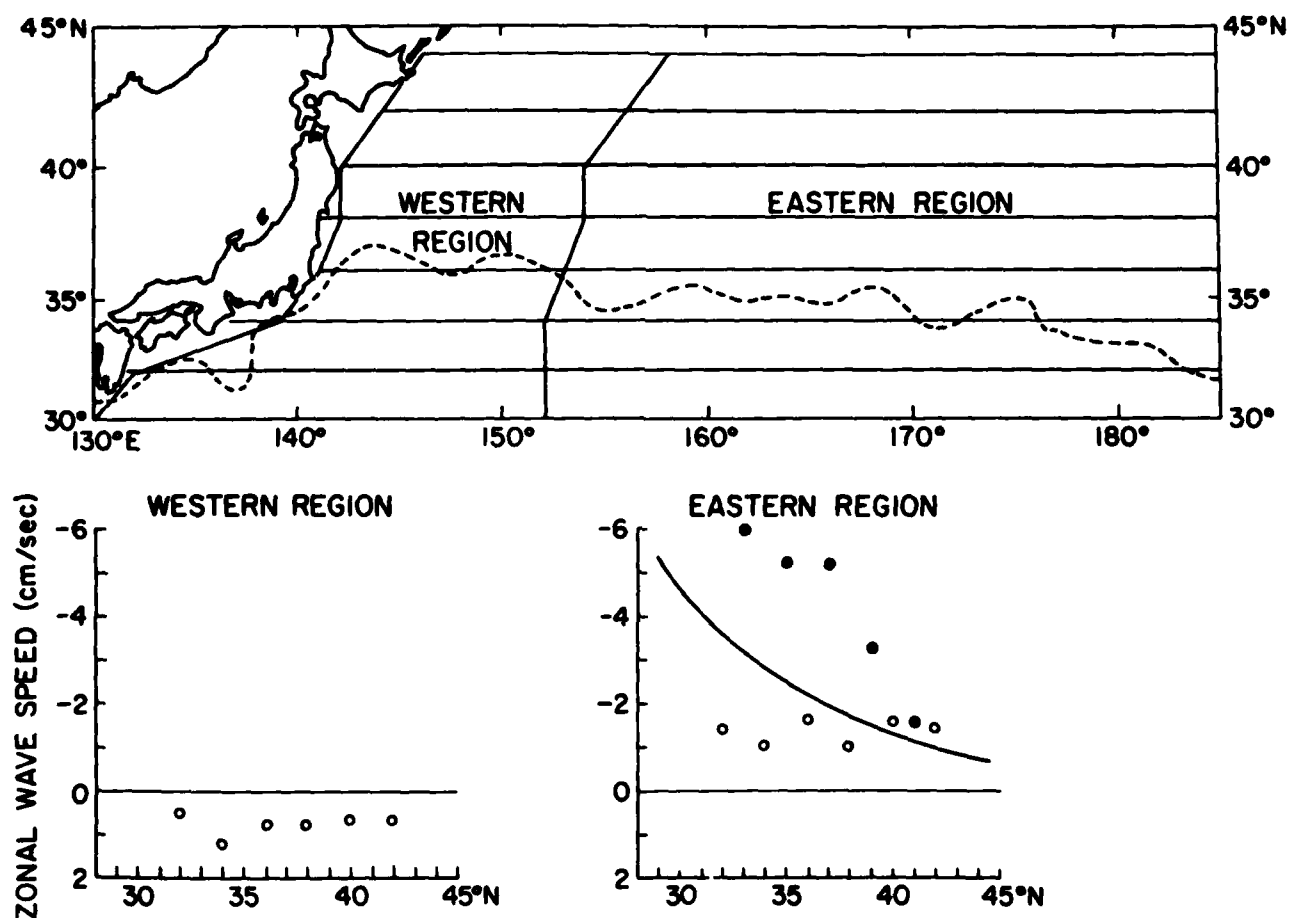 45°N 45°N
40° 40°
WESTERN REGION EASTERN REGION
35° 35°
30° 30°
130°E 140° 150° 160° 170° 180°
ZONAL WAVE SPEED (cm/sec)
WESTERN REGION
-6
-4
-2
0
2
30 35 40 45°N
EASTERN REGION
-6
-4
-2
0
2
30 35 40 45°N